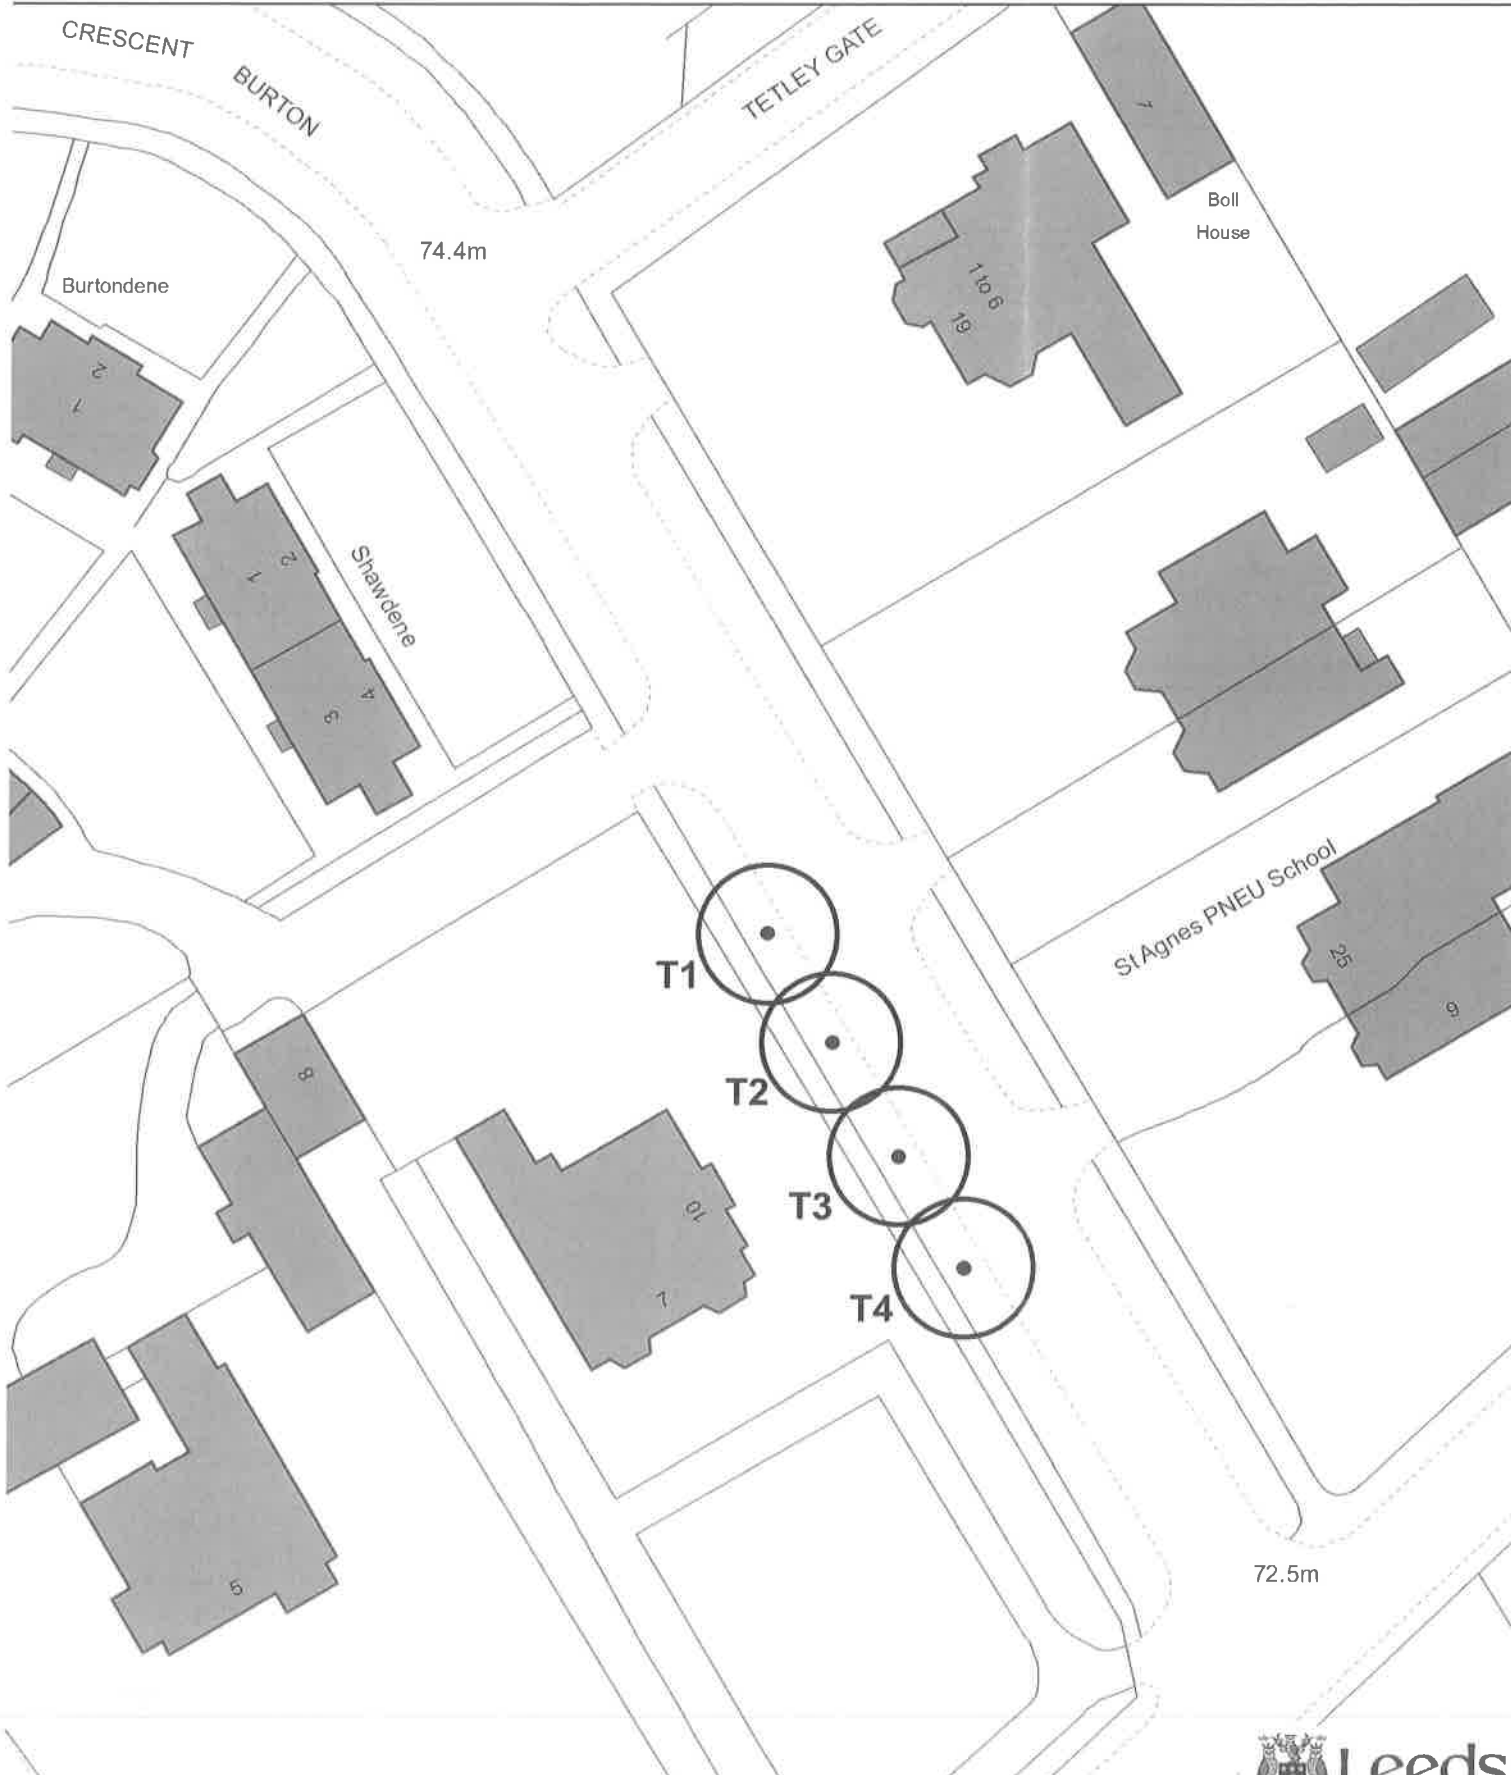 CRESCENT
BURTON
TETLEY GATE
7
Boll
House
74.4m
1 to 6
19
Burtondene
2
1
Shawdene
2
1
4
3
St Agnes PNEU School
25
9
T1
T2
T3
T4
8
10
7
5
72.5m
Leeds